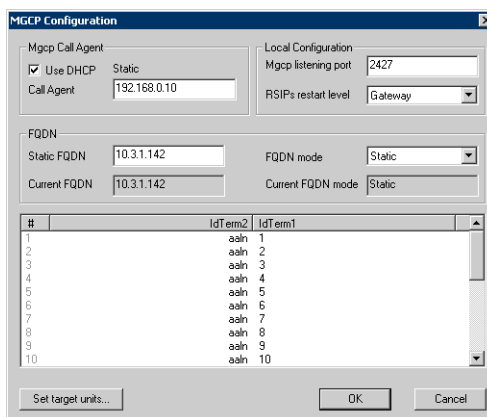 MGCP Configuration
Mgcp Call Agent
Use DHCP Static
Call Agent 192.168.0.10
Local Configuration
Mgcp listening port 2427
RSIPs restart level Gateway
FQDN
Static FQDN 10.3.1.142 FQDN mode Static
Current FQDN 10.3.1.142 Current FQDN mode Static
# IdTerm2 IdTerm1
1 aaln 1
2 aaln 2
3 aaln 3
4 aaln 4
5 aaln 5
6 aaln 6
7 aaln 7
8 aaln 8
9 aaln 9
10 aaln 10
Set target units... OK Cancel